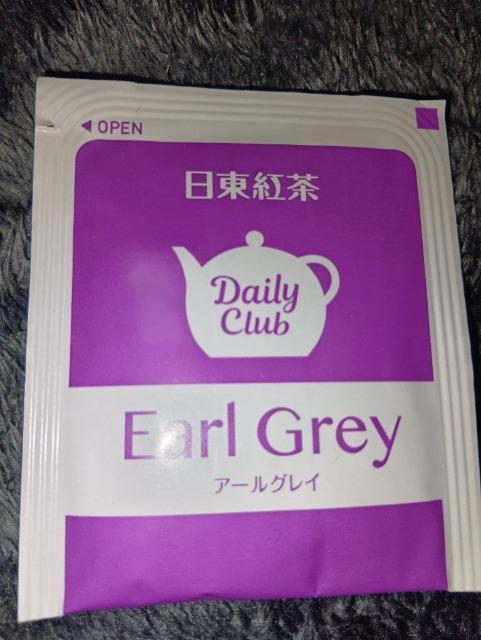 ◀ OPEN
日東紅茶
Daily
Club
Earl Grey
アールグレイ